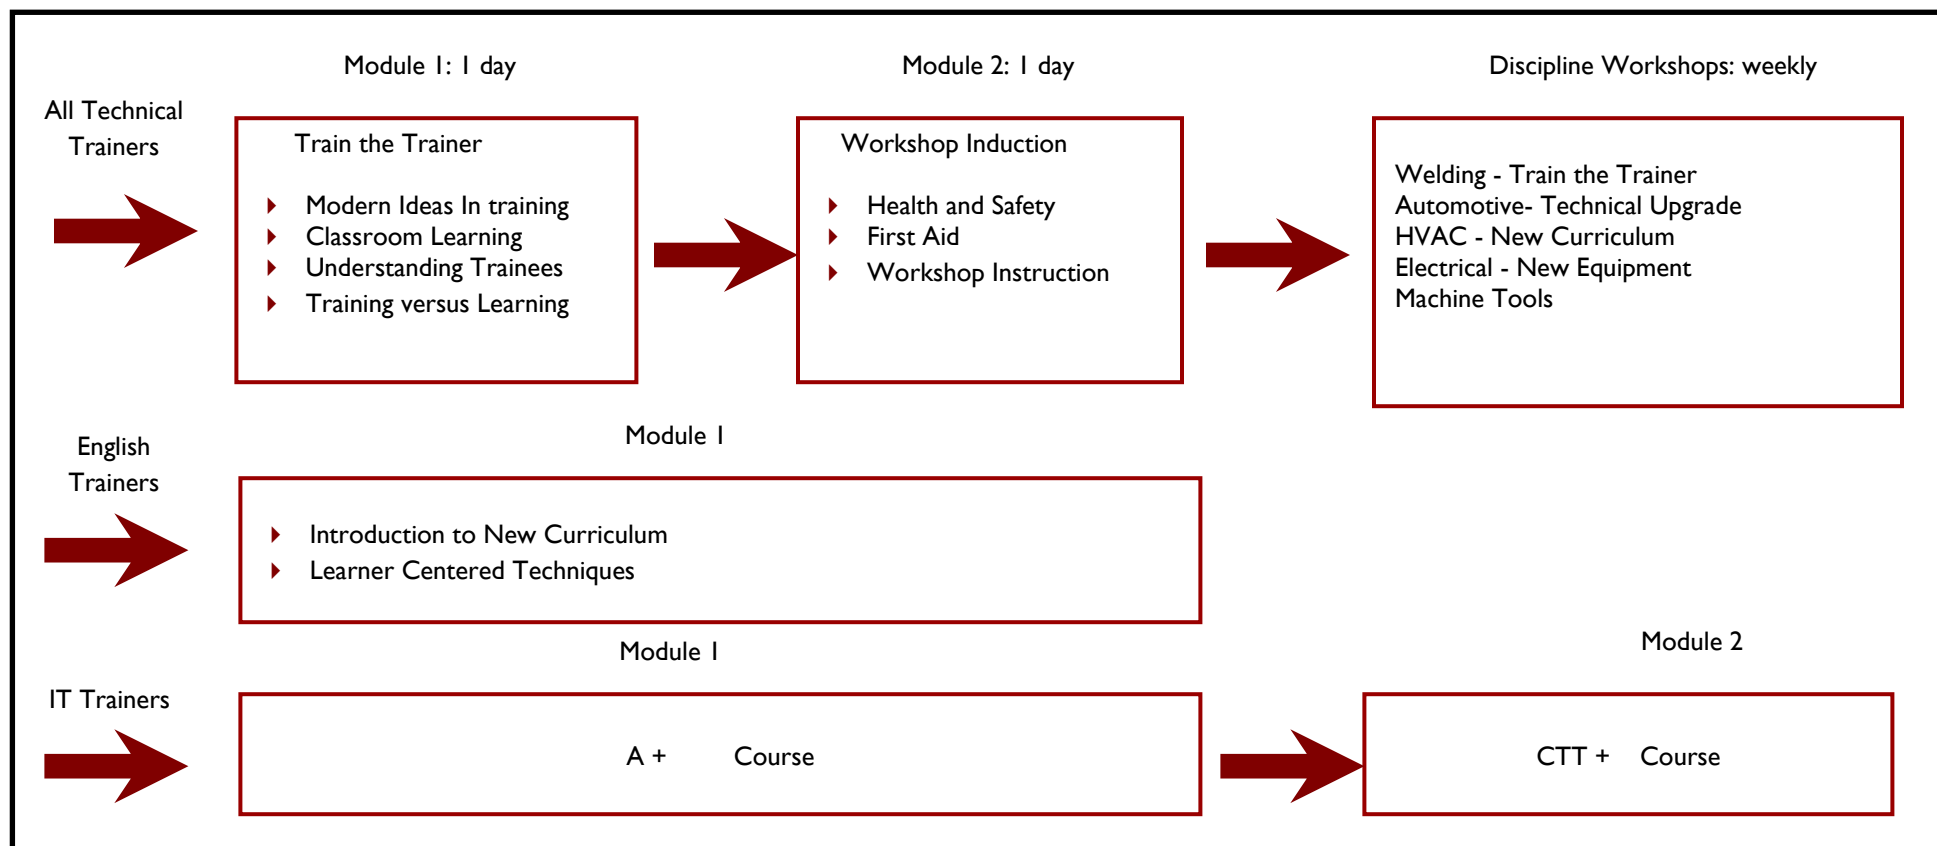 Module 1: 1 day
Module 2: 1 day
Discipline Workshops: weekly
All Technical
Trainers
Train the Trainer
Modern Ideas In training
Classroom Learning
Understanding Trainees
Training versus Learning
Workshop Induction
Health and Safety
First Aid
Workshop Instruction
Welding - Train the Trainer
Automotive- Technical Upgrade
HVAC - New Curriculum
Electrical - New Equipment
Machine Tools
English
Trainers
Module 1
Introduction to New Curriculum
Learner Centered Techniques
IT Trainers
Module 1
A + Course
Module 2
CTT + Course